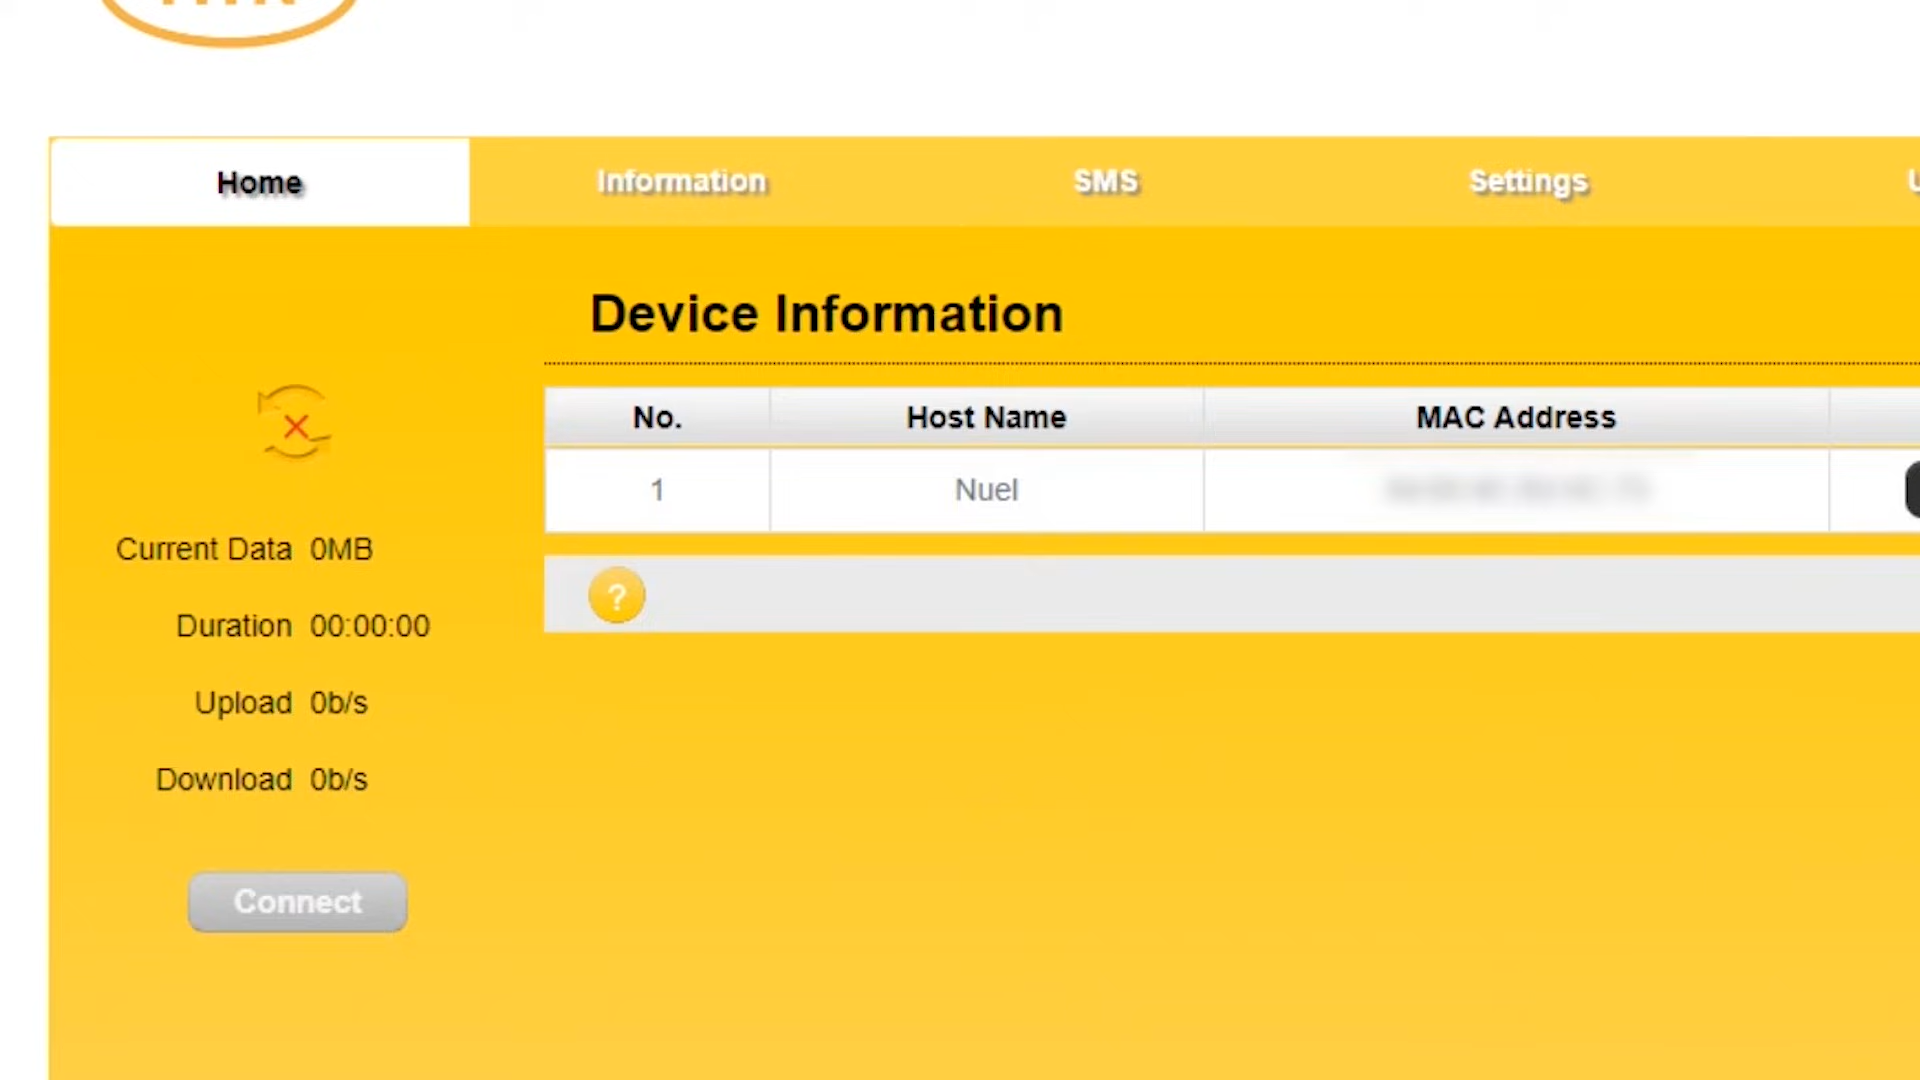 Home
Information
SMS
Settings
Device Information
No.
Host Name
MAC Address
1
Nuel
?
Current Data 0MB
Duration 00:00:00
Upload 0b/s
Download 0b/s
Connect